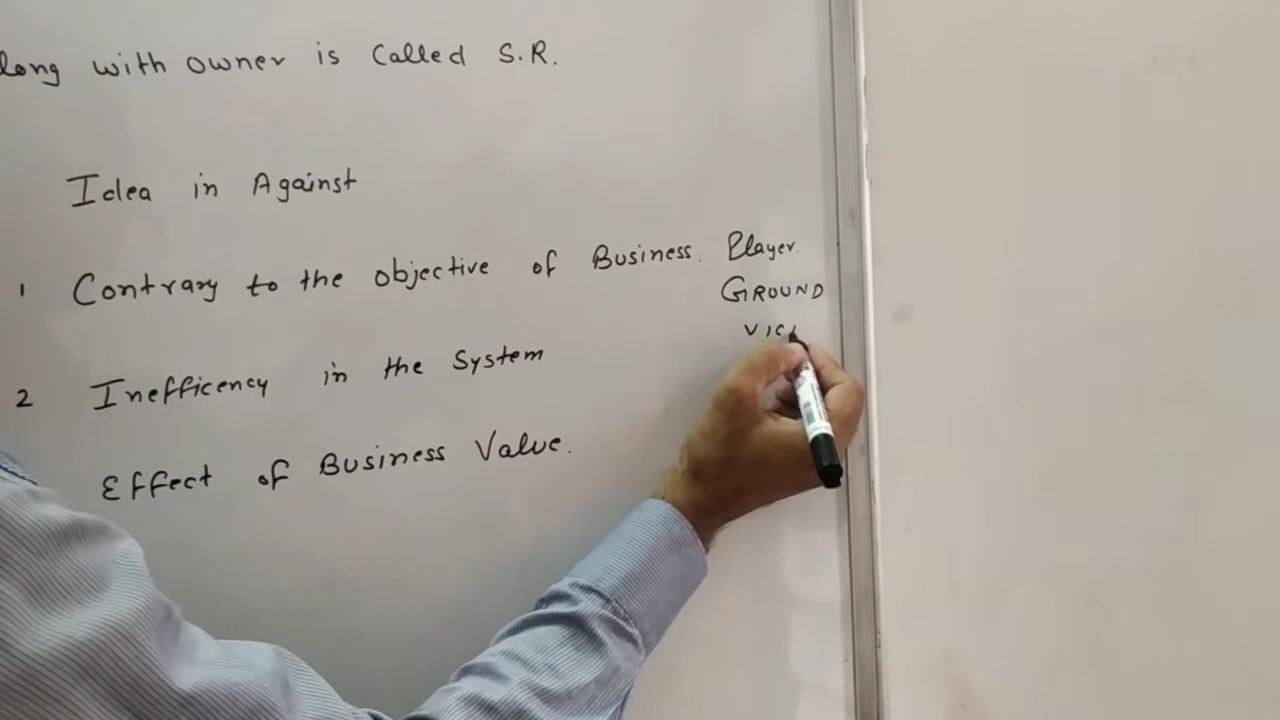 long with owner is Called S.R.
Idea in Against
1 Contrary to the objective of Business. Player.
GROUND
2 Inefficency in the System
Effect of Business Value.